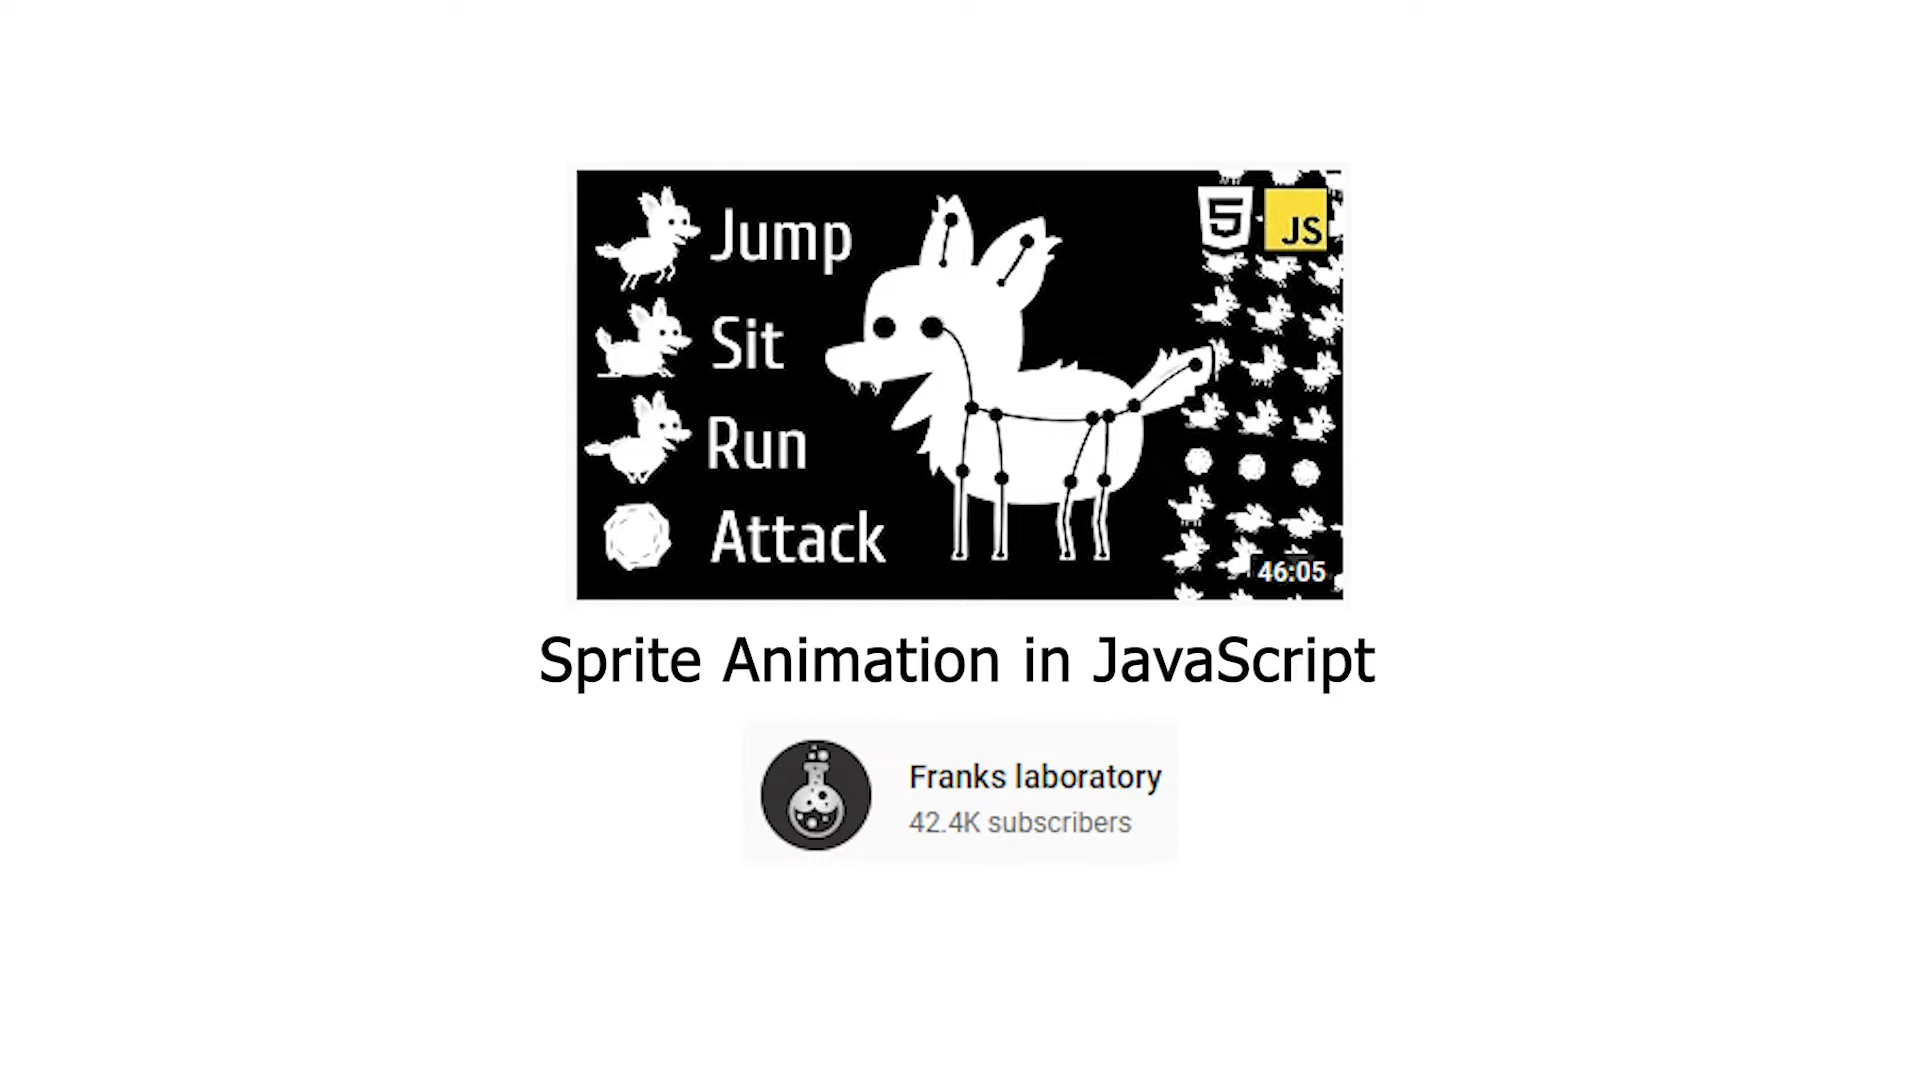 Jump
5
JS
Sit
Run
Attack
46:05
Sprite Animation in JavaScript
Franks laboratory
42.4K subscribers